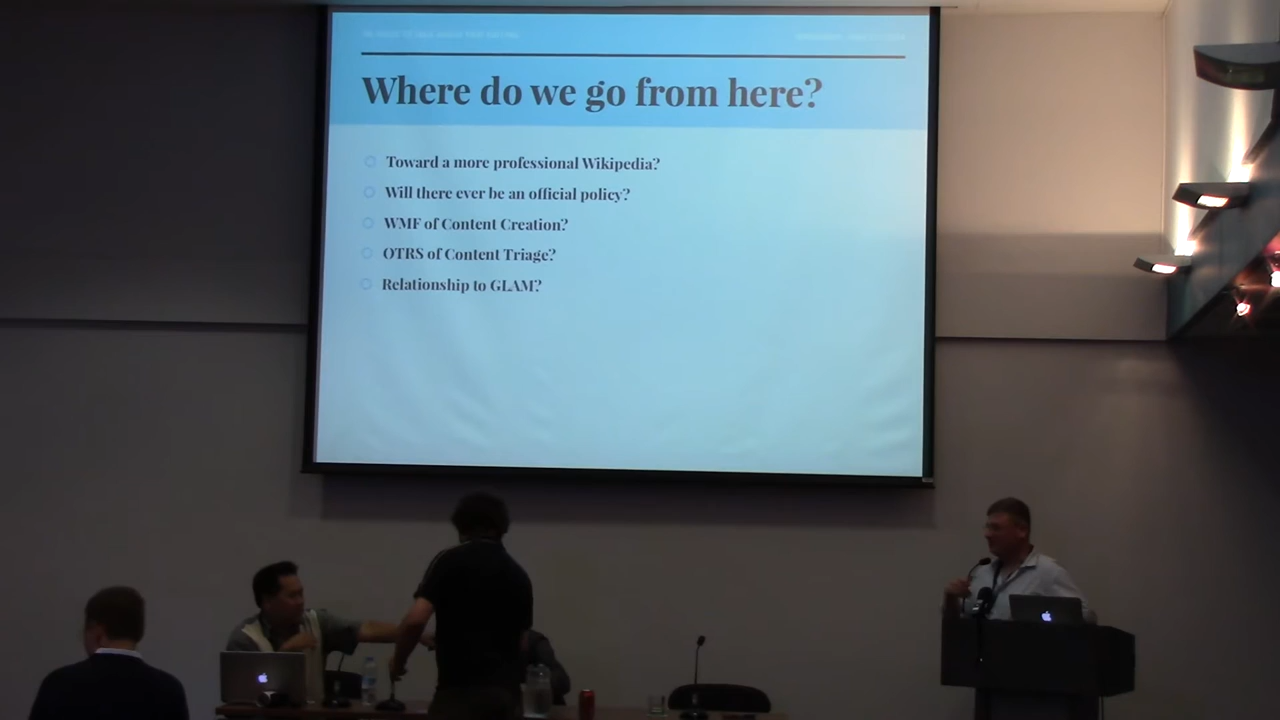 Where do we go from here?
Toward a more professional Wikipedia?
Will there ever be an official policy?
WMF of Content Creation?
OTRS of Content Triage?
Relationship to GLAM?